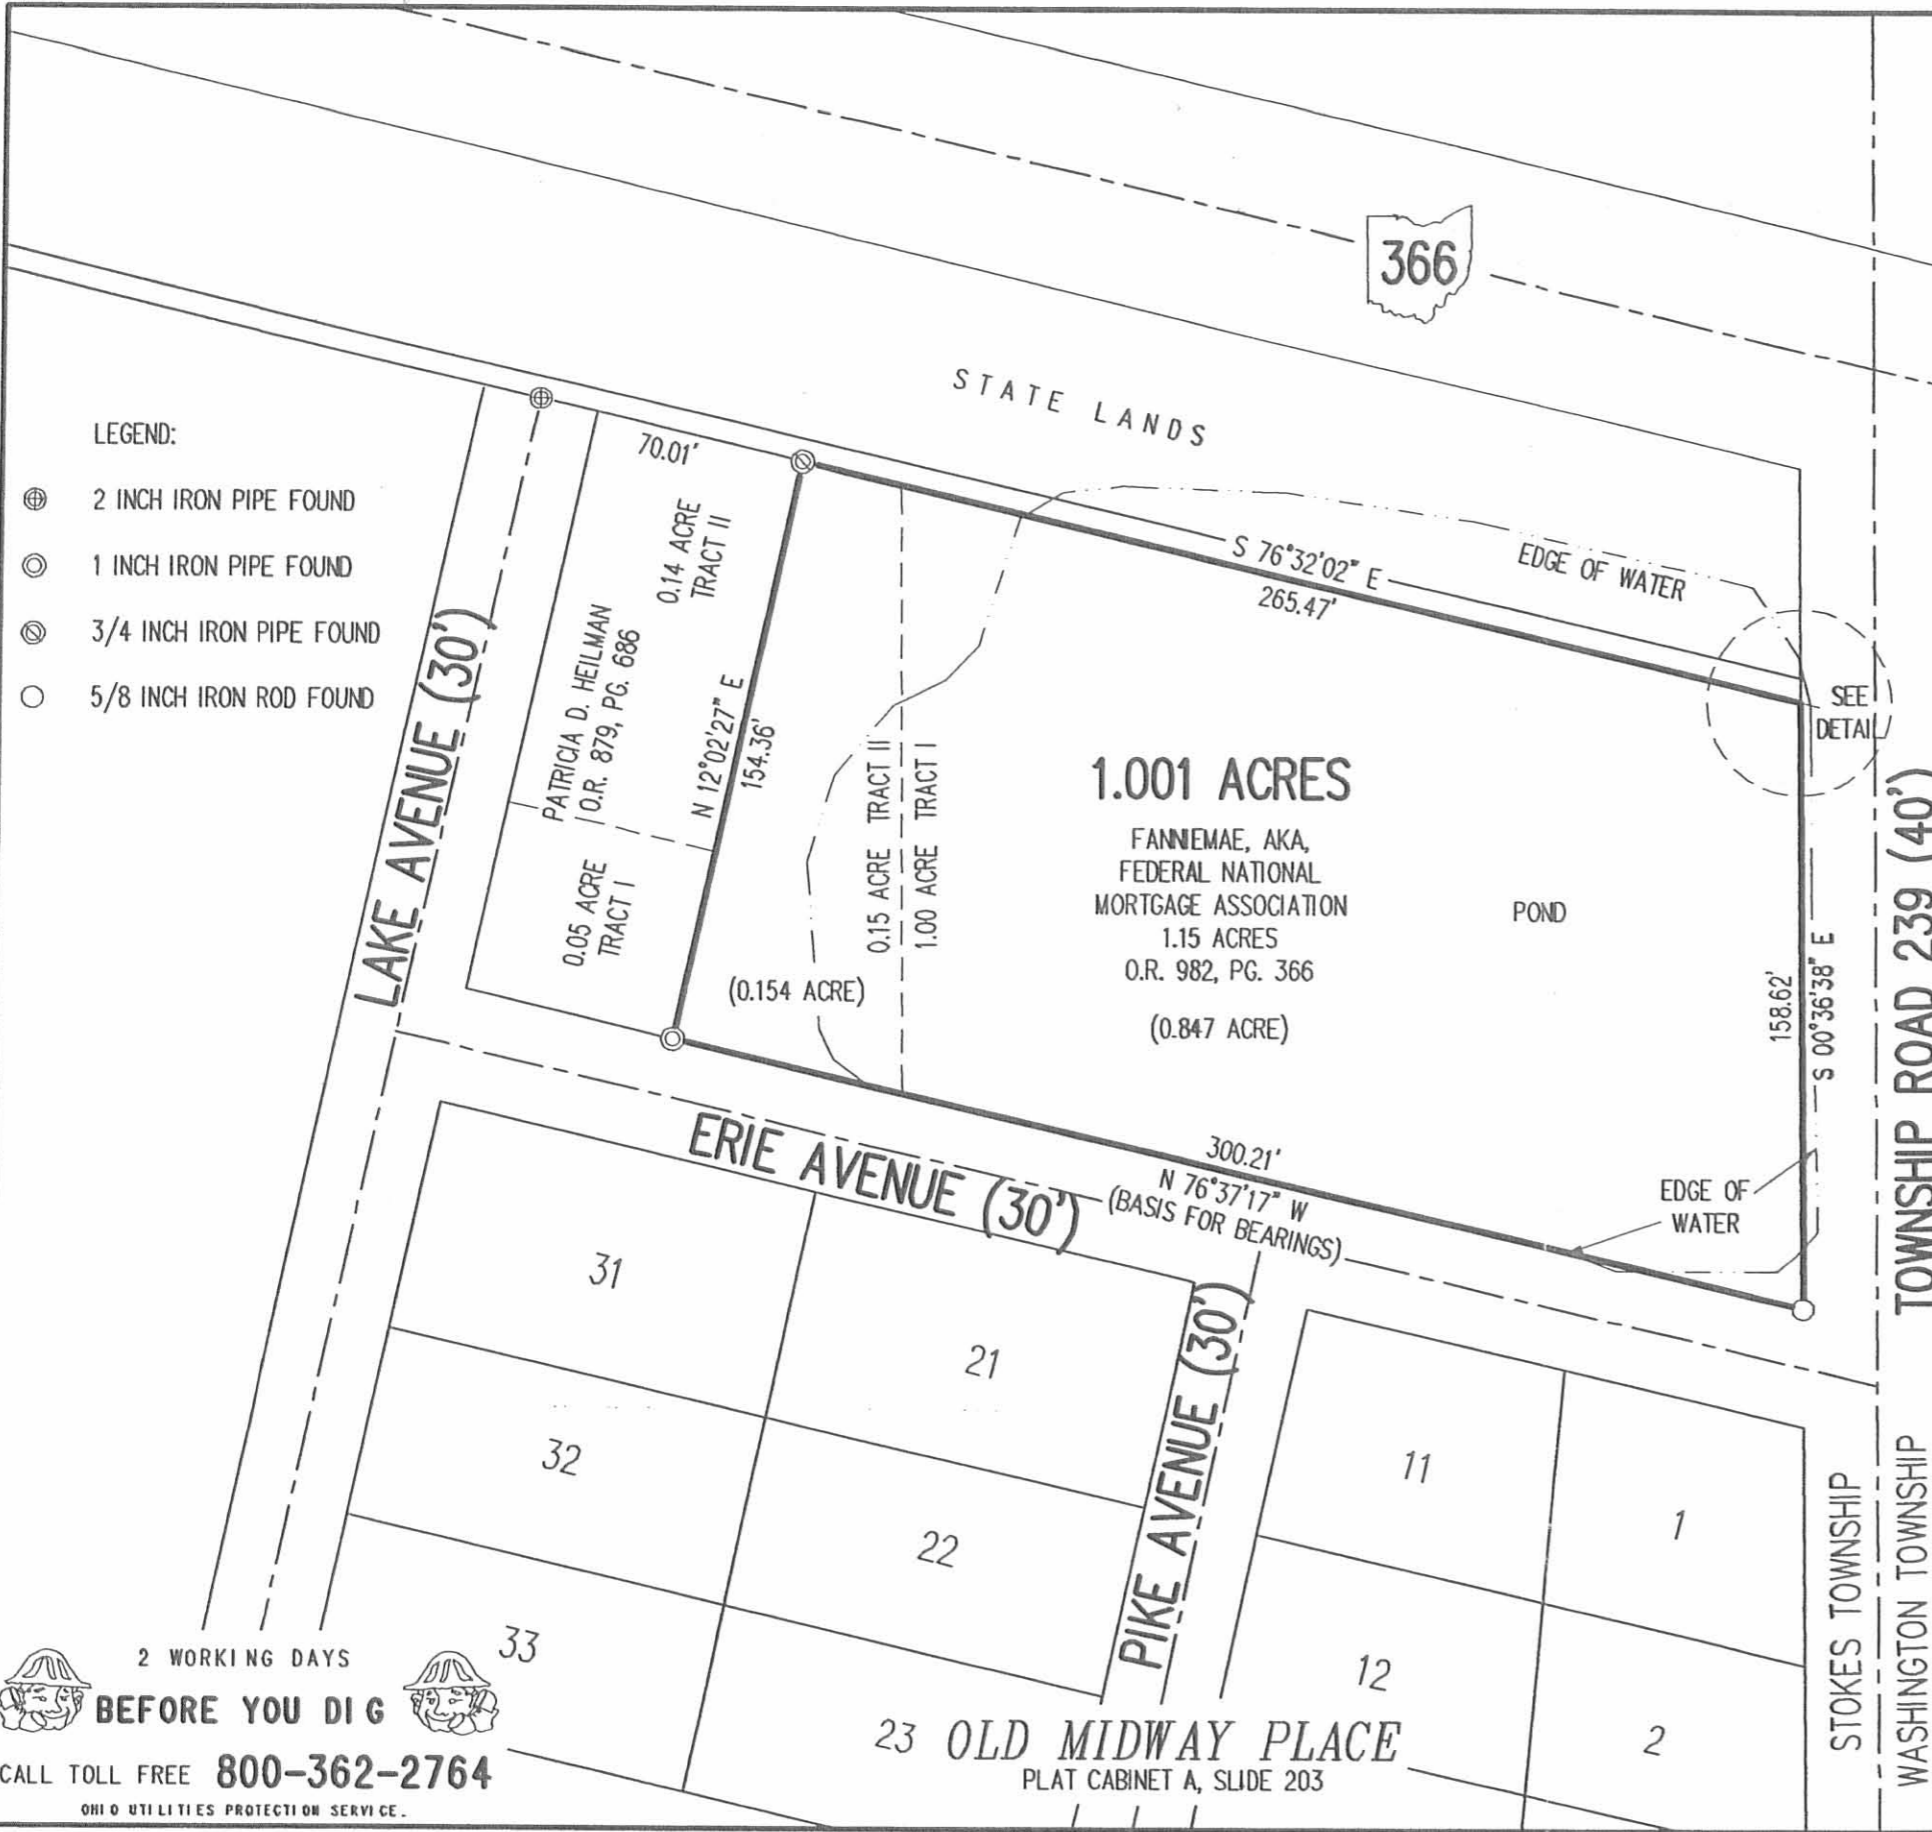 366
STATE LANDS
LEGEND:
2 INCH IRON PIPE FOUND
1 INCH IRON PIPE FOUND
3/4 INCH IRON PIPE FOUND
5/8 INCH IRON ROD FOUND
70.01'
0.14 ACRE
TRACT II
PATRICIA D. HEILMAN
O.R. 879, PG. 686
0.05 ACRE
TRACT I
LAKE AVENUE (30')
N 12°02'27" E
154.36'
S 76°32'02" E
265.47'
EDGE OF WATER
SEE
DETAIL
0.15 ACRE TRACT II
1.00 ACRE TRACT I
1.001 ACRES
FANNIEMAE, AKA,
FEDERAL NATIONAL
MORTGAGE ASSOCIATION
1.15 ACRES
O.R. 982, PG. 366
(0.847 ACRE)
(0.154 ACRE)
POND
158.62'
S 00°36'38" E
TOWNSHIP ROAD 239 (40')
EDGE OF
WATER
300.21'
N 76°37'17" W
(BASIS FOR BEARINGS)
ERIE AVENUE (30')
PIKE AVENUE (30')
31
21
32
22
11
1
33
12
23
2
STOKES TOWNSHIP
WASHINGTON TOWNSHIP
OLD MIDWAY PLACE
PLAT CABINET A, SLIDE 203
2 WORKING DAYS
BEFORE YOU DIG
CALL TOLL FREE 800-362-2764
OHIO UTILITIES PROTECTION SERVICE.